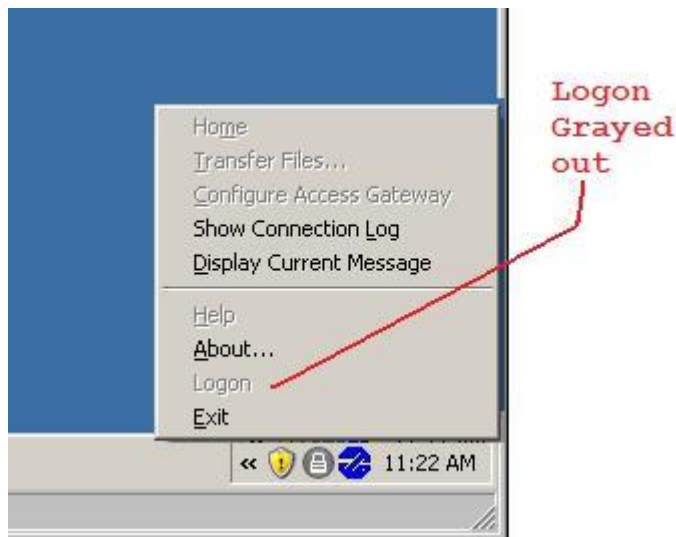 Logon
Grayed
out
Home
Transfer Files...
Configure Access Gateway
Show Connection Log
Display Current Message
Help
About...
Logon
Exit
« 11:22 AM